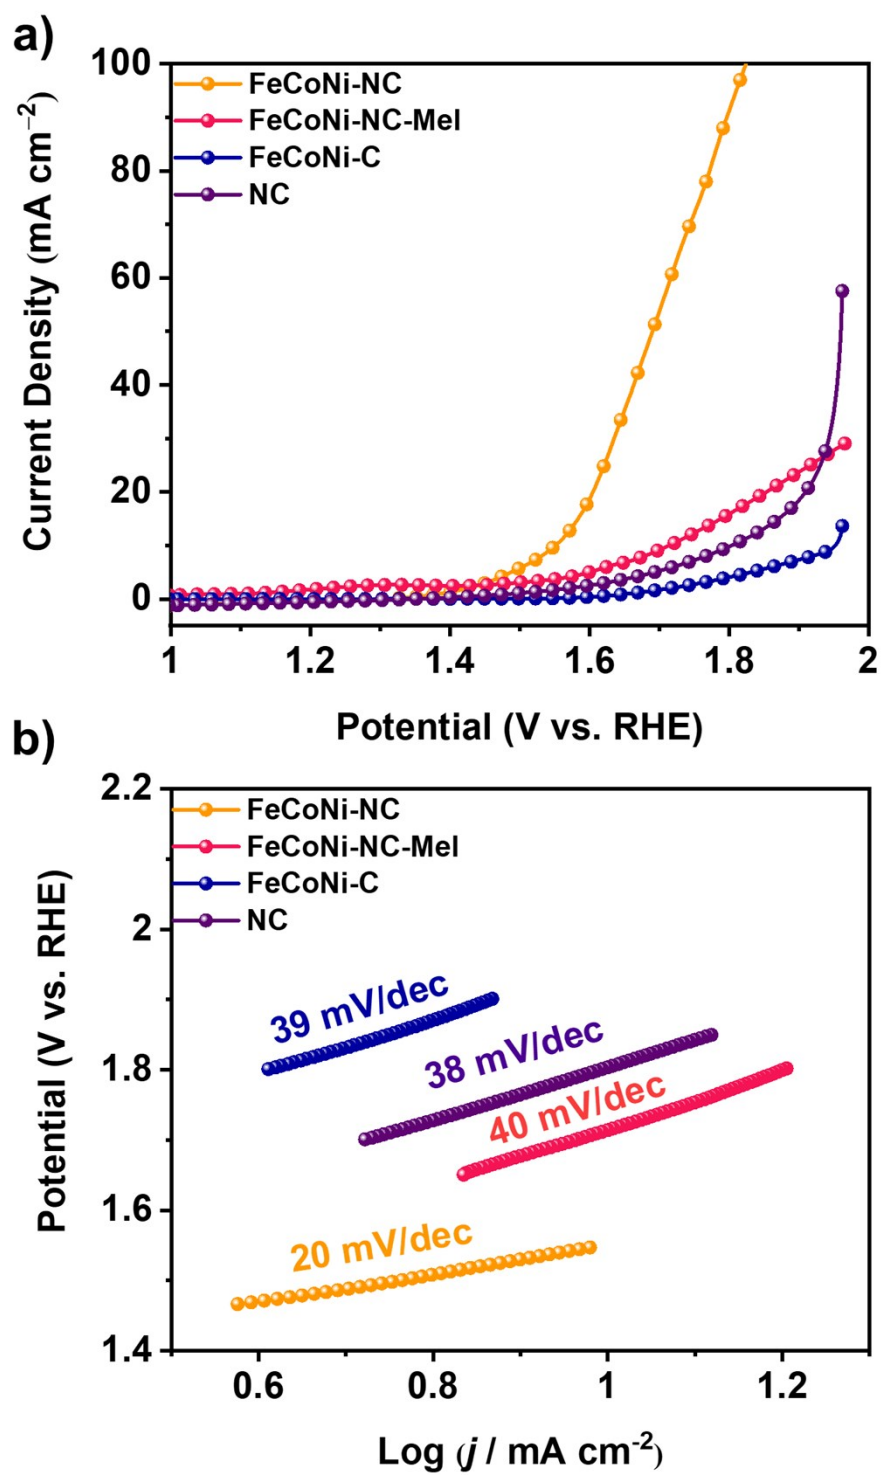 a)
100
80
60
40
20
0
Current Density (mA cm⁻²)
FeCoNi-NC
FeCoNi-NC-Mel
FeCoNi-C
NC
1 1.2 1.4 1.6 1.8 2
Potential (V vs. RHE)
b)
2.2
2
1.8
1.6
1.4
Potential (V vs. RHE)
FeCoNi-NC
FeCoNi-NC-Mel
FeCoNi-C
NC
39 mV/dec
38 mV/dec
40 mV/dec
20 mV/dec
0.6 0.8 1 1.2
Log (j / mA cm⁻²)